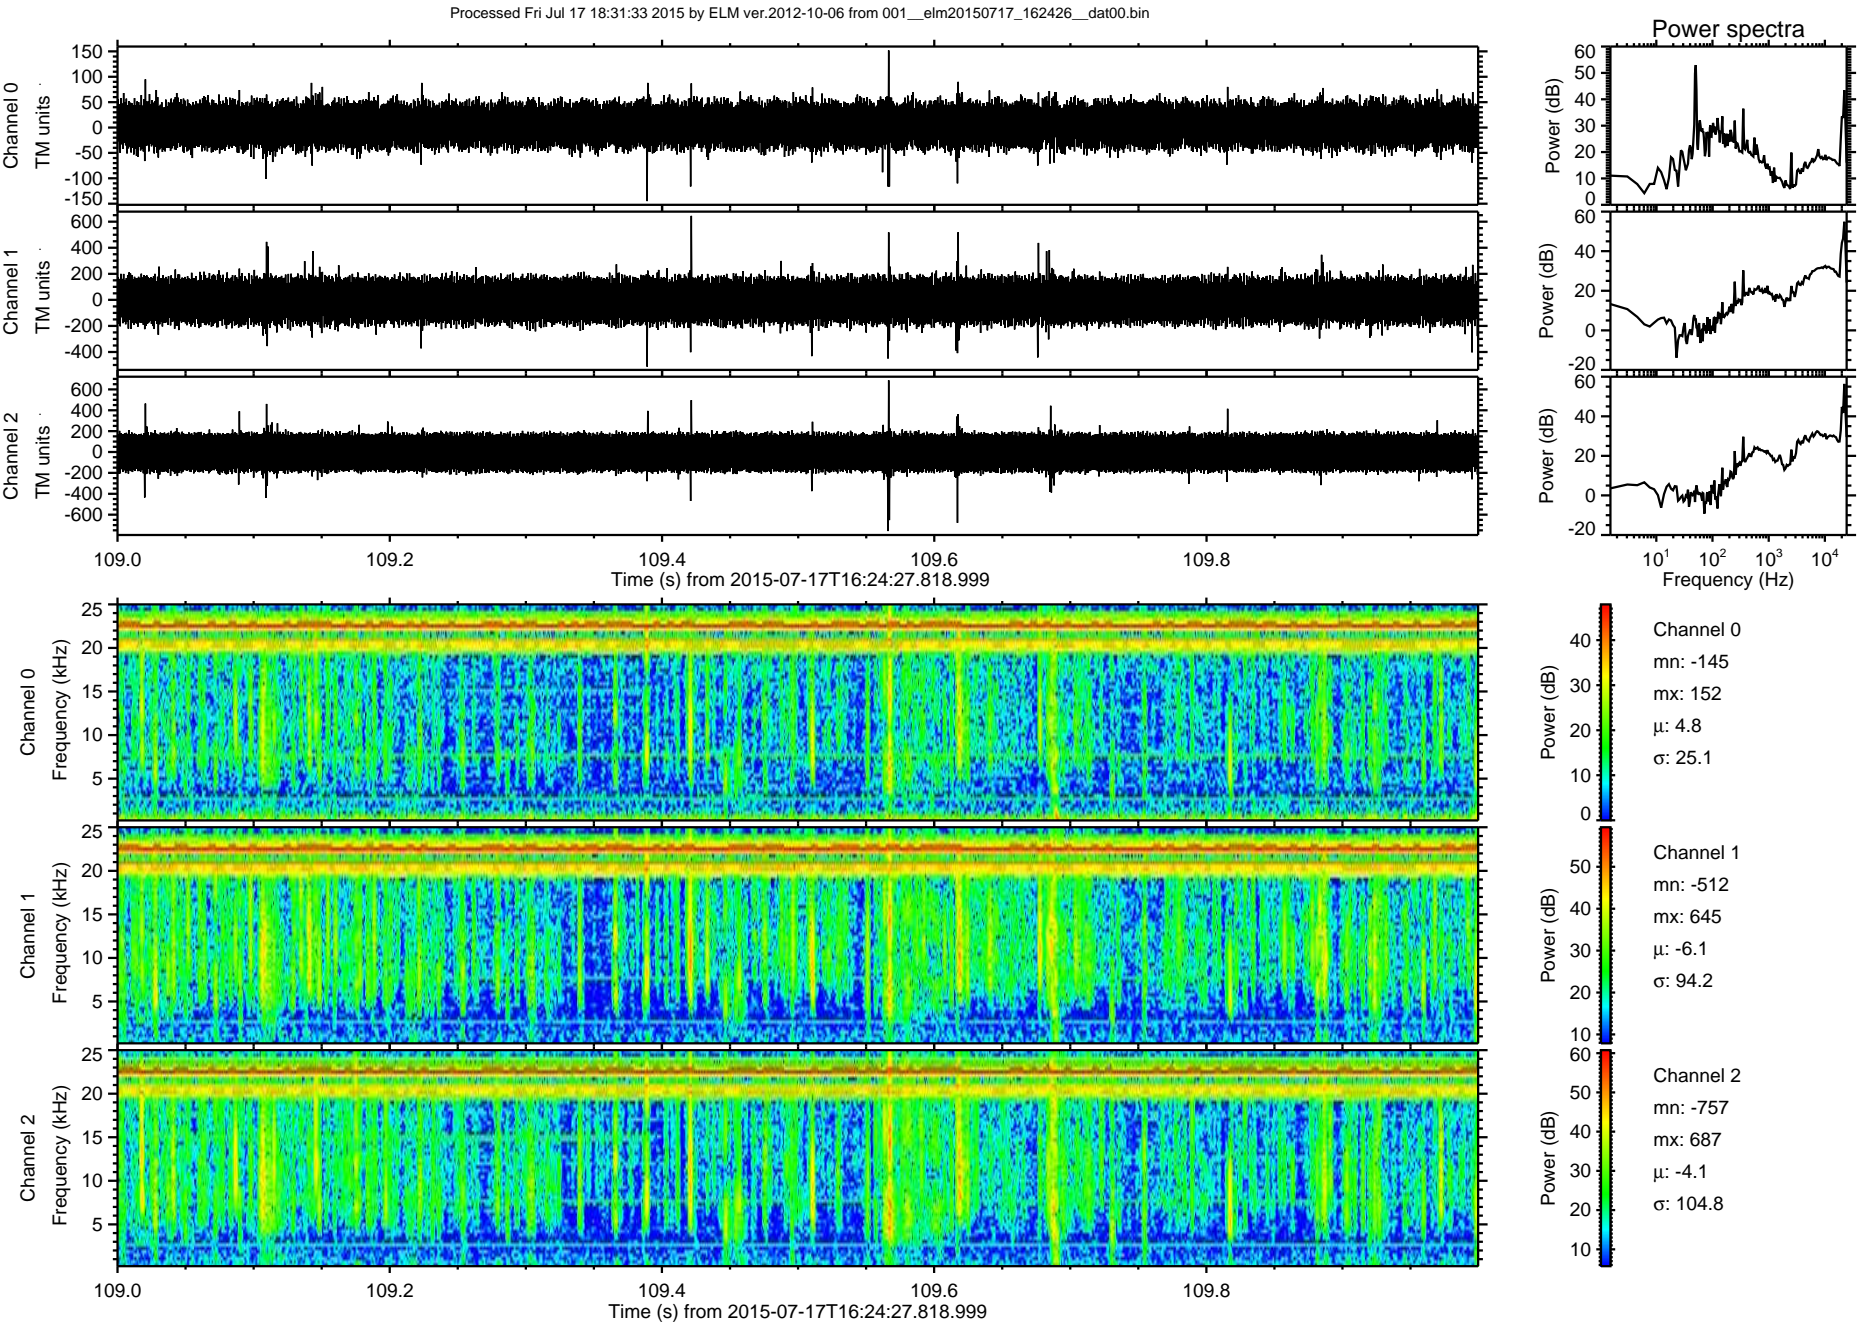 Processed Fri Jul 17 18:31:33 2015 by ELM ver.2012-10-06 from 001__elm20150717_162426__dat00.bin
Power spectra
Channel 0
TM units
150
100
50
0
-50
-100
-150
Power (dB)
60
50
40
30
20
10
0
Channel 1
TM units
600
400
200
0
-200
-400
Power (dB)
60
40
20
0
-20
Channel 2
TM units
600
400
200
0
-200
-400
-600
Power (dB)
60
40
20
0
-20
109.0 109.2 109.4 109.6 109.8
Time (s) from 2015-07-17T16:24:27.818.999
10¹ 10² 10³ 10⁴
Frequency (Hz)
Channel 0
Frequency (kHz)
25
20
15
10
5
Power (dB)
40
30
20
10
0
Channel 0
mn: -145
mx: 152
μ: 4.8
σ: 25.1
Channel 1
Frequency (kHz)
25
20
15
10
5
Power (dB)
50
40
30
20
10
Channel 1
mn: -512
mx: 645
μ: -6.1
σ: 94.2
Channel 2
Frequency (kHz)
25
20
15
10
5
Power (dB)
60
50
40
30
20
10
Channel 2
mn: -757
mx: 687
μ: -4.1
σ: 104.8
109.0 109.2 109.4 109.6 109.8
Time (s) from 2015-07-17T16:24:27.818.999